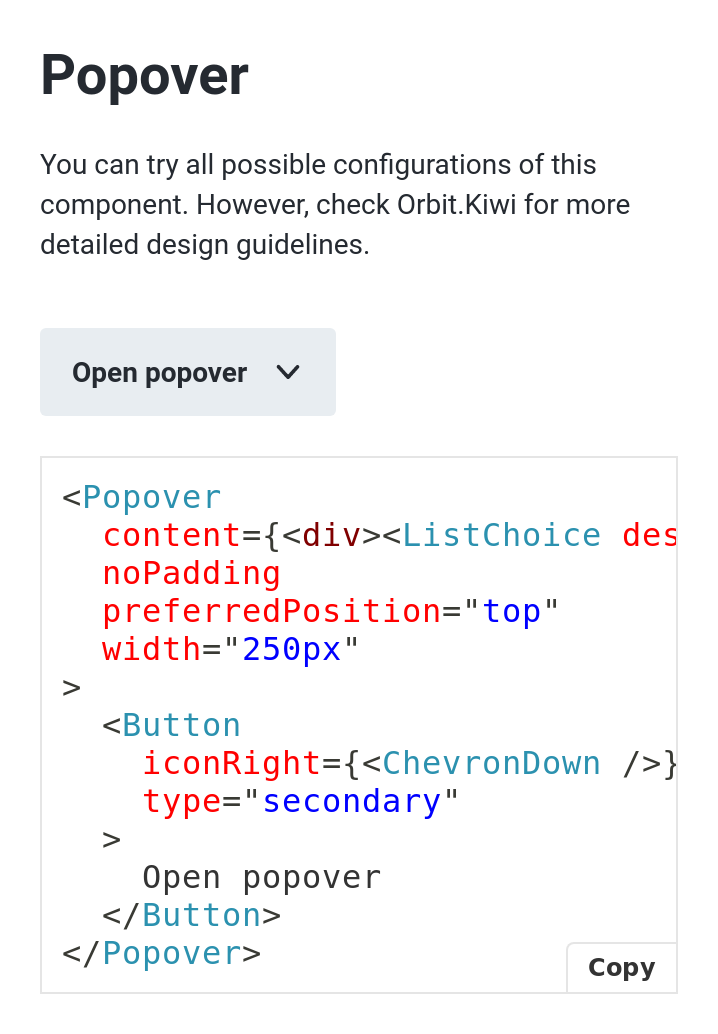 Popover
You can try all possible configurations of this
component. However, check Orbit.Kiwi for more
detailed design guidelines.
Open popover
<Popover
  content={<div><ListChoice des
  noPadding
  preferredPosition="top"
  width="250px"
>
  <Button
    iconRight={<ChevronDown />}
    type="secondary"
  >
    Open popover
  </Button>
</Popover>
Copy